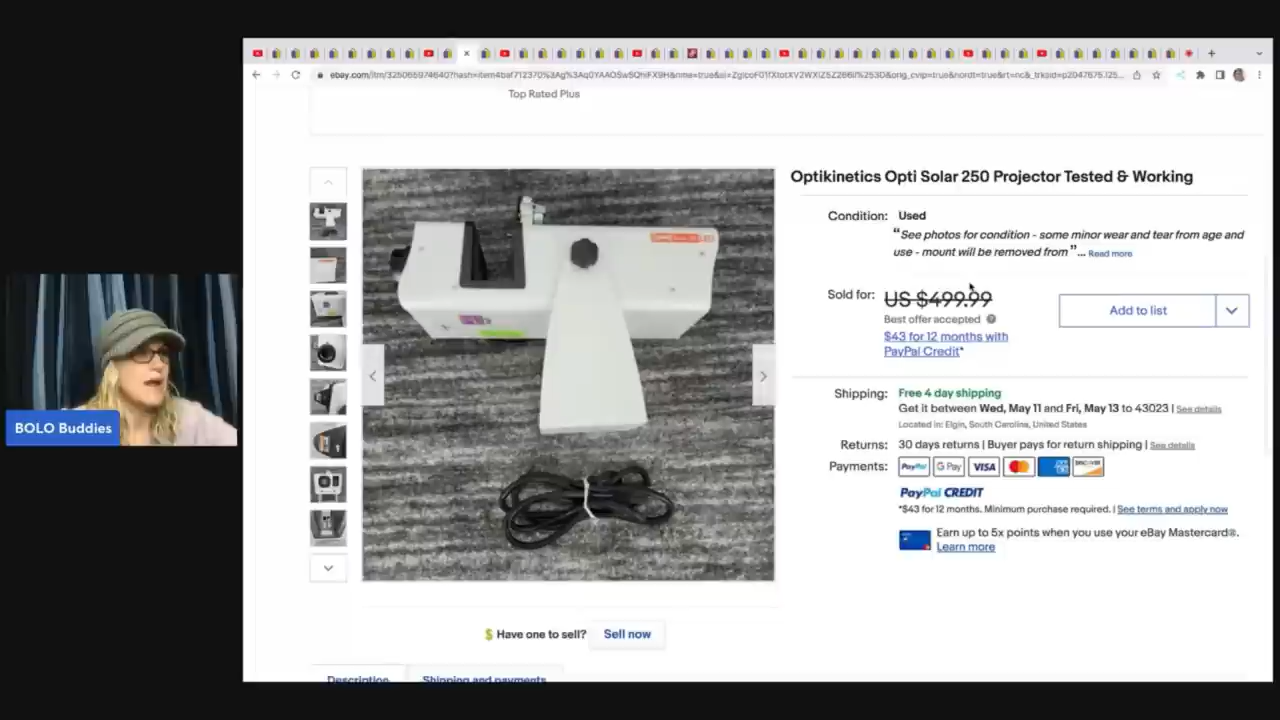 Top Rated Plus
Optikinetics Opti Solar 250 Projector Tested & Working
Condition: Used
"See photos for condition - some minor wear and tear from age and
use - mount will be removed from"... Read more
Sold for: US $499.99
Best offer accepted
$43 for 12 months with
PayPal Credit*
Add to list
Shipping: Free 4 day shipping
Get it between Wed, May 11 and Fri, May 13 to 43023 | See details
Located in: Elgin, South Carolina, United States
Returns: 30 days returns | Buyer pays for return shipping | See details
Payments: PayPal G Pay VISA DISCOVER
PayPal CREDIT
*$43 for 12 months. Minimum purchase required. | See terms and apply now
Earn up to 5x points when you use your eBay Mastercard®.
Learn more
BOLO Buddies
$ Have one to sell? Sell now
Description Shipping and payments